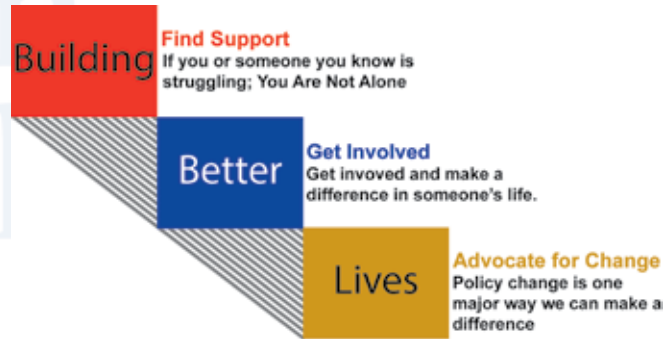 Building
Find Support
If you or someone you know is
struggling; You Are Not Alone
Better
Get Involved
Get invoved and make a
difference in someone's life.
Lives
Advocate for Change
Policy change is one
major way we can make a
difference